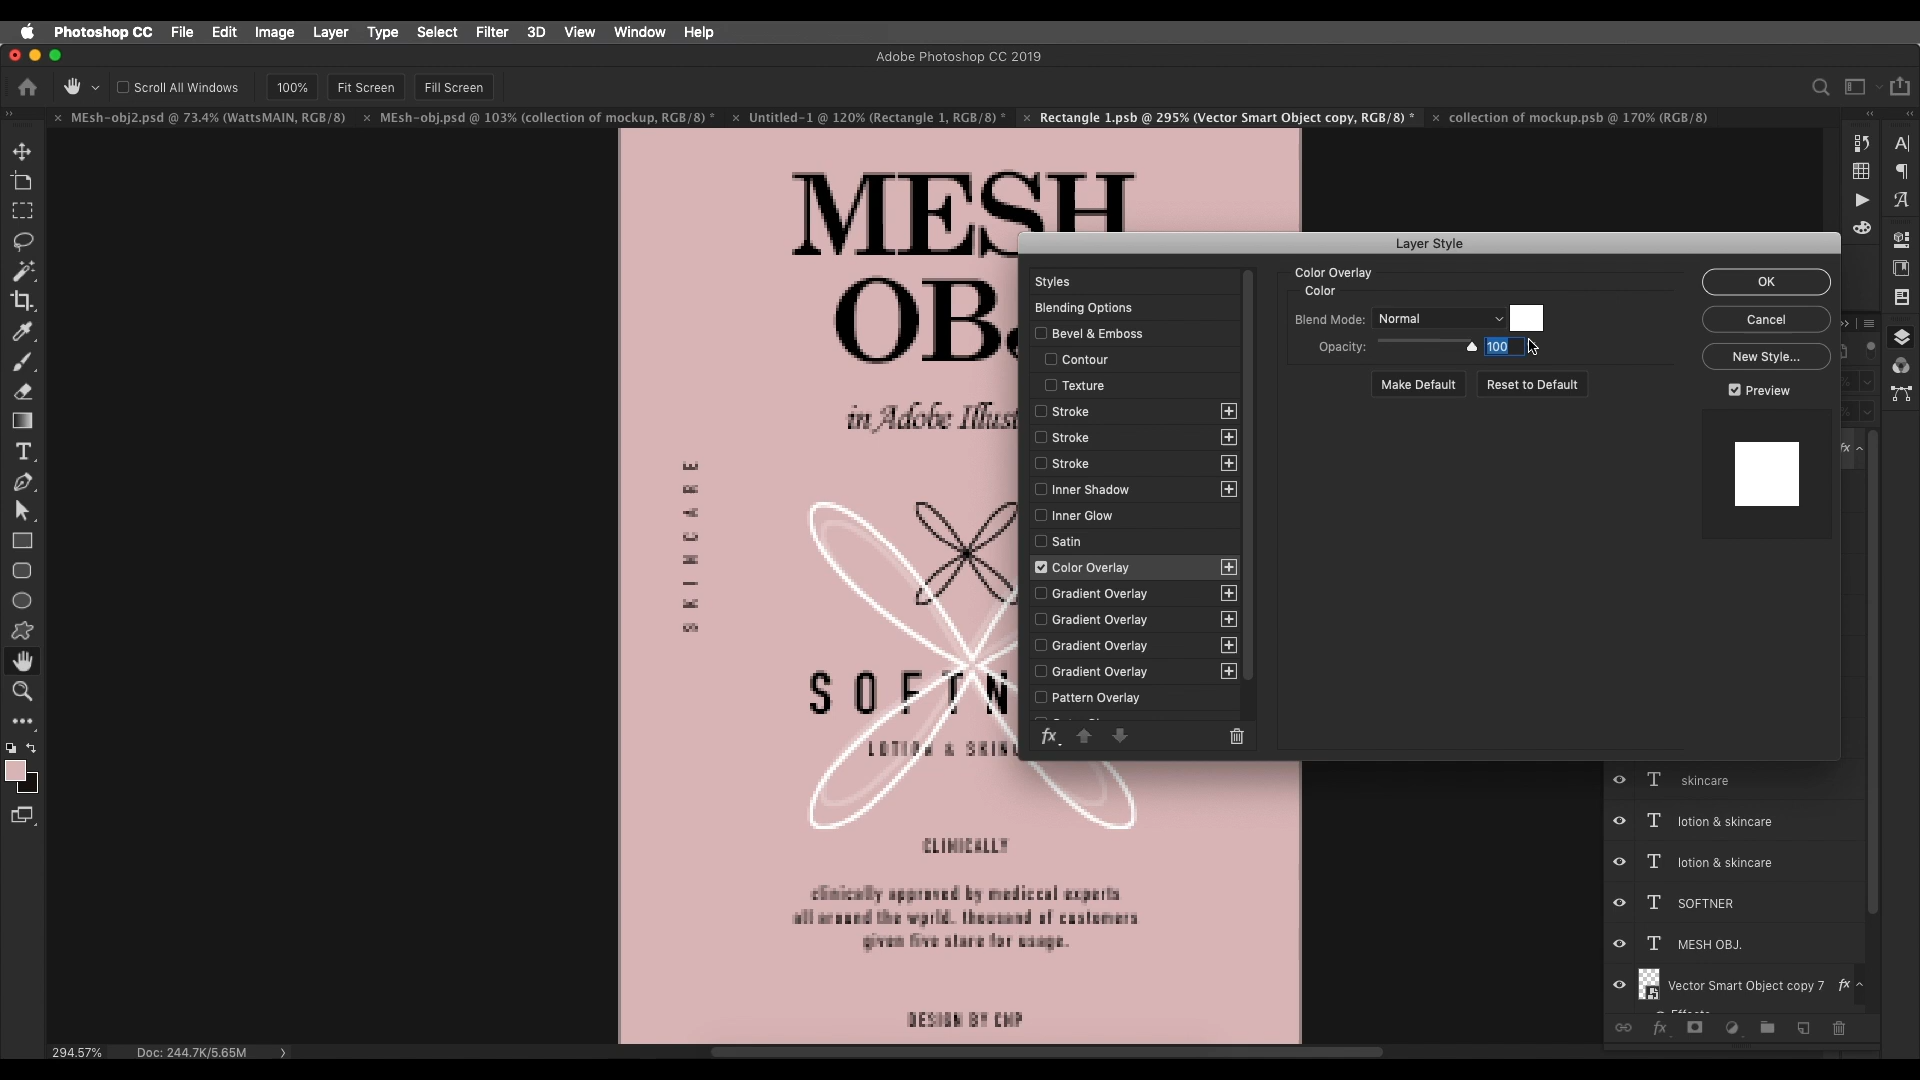 Photoshop CC File Edit Image Layer Type Select Filter 3D View Window Help
Adobe Photoshop CC 2019
Scroll All Windows 100% Fit Screen Fill Screen
MEsh-obj2.psd @ 73.4% (WattsMAIN, RGB/8) MEsh-obj.psd @ 103% (collection of mockup, RGB/8) * Untitled-1 @ 120% (Rectangle 1, RGB/8) * Rectangle 1.psb @ 295% (Vector Smart Object copy, RGB/8) * collection of mockup.psb @ 170% (RGB/8)
MESH
OB
in Adobe Illust
SKINCARE
SOFTN
LOTION & SKIN
CLINICALLY
clinically approved by mediccal experts
all around the world. thousand of customers
given five stare for usage.
DESIGN BY CMP
Layer Style
Styles
Blending Options
Bevel & Emboss
Contour
Texture
Stroke
Stroke
Stroke
Inner Shadow
Inner Glow
Satin
Color Overlay
Gradient Overlay
Gradient Overlay
Gradient Overlay
Gradient Overlay
Pattern Overlay
fx
Color Overlay
Color
Blend Mode: Normal
Opacity: 100
Make Default Reset to Default
OK
Cancel
New Style...
Preview
skincare
lotion & skincare
lotion & skincare
SOFTNER
MESH OBJ.
Vector Smart Object copy 7 fx
Effects
294.57% Doc: 244.7K/5.65M